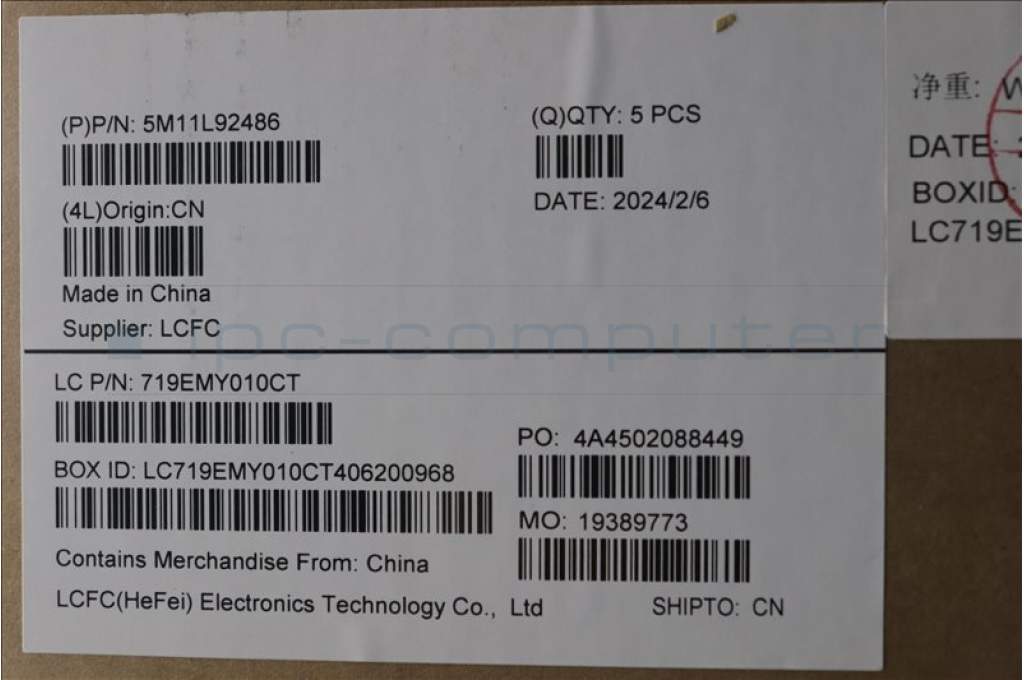 (P)P/N: 5M11L92486
(Q)QTY: 5 PCS
(4L)Origin:CN
DATE: 2024/2/6
Made in China
Supplier: LCFC
ipc-computer
LC P/N: 719EMY010CT
PO: 4A4502088449
BOX ID: LC719EMY010CT406200968
MO: 19389773
Contains Merchandise From: China
LCFC(HeFei) Electronics Technology Co., Ltd
SHIPTO: CN
净重:
DATE:
BOXID:
LC719E